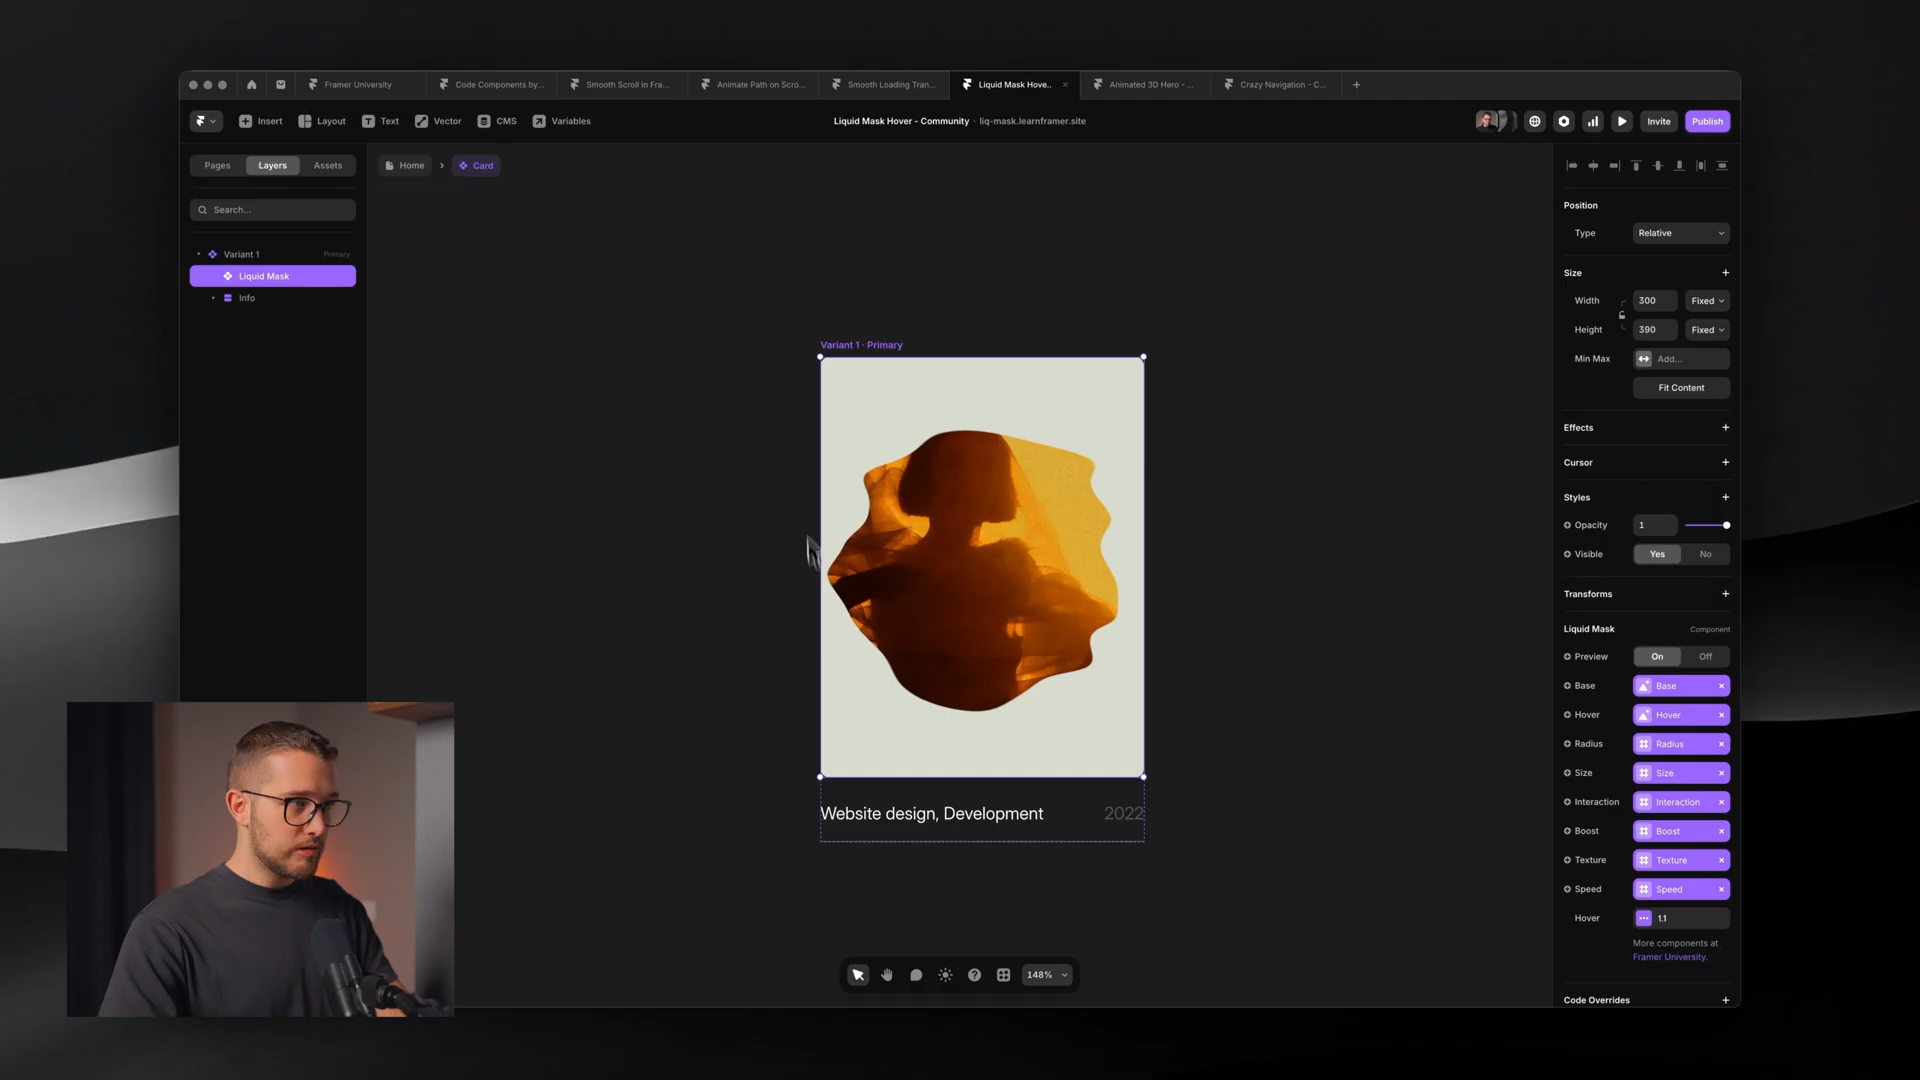 Framer University
Code Components by...
Smooth Scroll in Fra...
Animate Path on Scro...
Smooth Loading Tran...
Liquid Mask Hove..
Animated 3D Hero - ...
Crazy Navigation - C...
Insert
Layout
Text
Vector
CMS
Variables
Liquid Mask Hover - Community · liq-mask.learnframer.site
Invite
Publish
Pages
Layers
Assets
Home
Card
Search...
Variant 1
Primary
Liquid Mask
Info
Variant 1 · Primary
Website design, Development
2022
148%
Position
Type
Relative
Size
Width
300
Fixed
Height
390
Fixed
Min Max
Add...
Fit Content
Effects
Cursor
Styles
Opacity
1
Visible
Yes
No
Transforms
Liquid Mask
Component
Preview
On
Off
Base
Base
Hover
Hover
Radius
Radius
Size
Size
Interaction
Interaction
Boost
Boost
Texture
Texture
Speed
Speed
Hover
1.1
More components at
Framer University.
Code Overrides